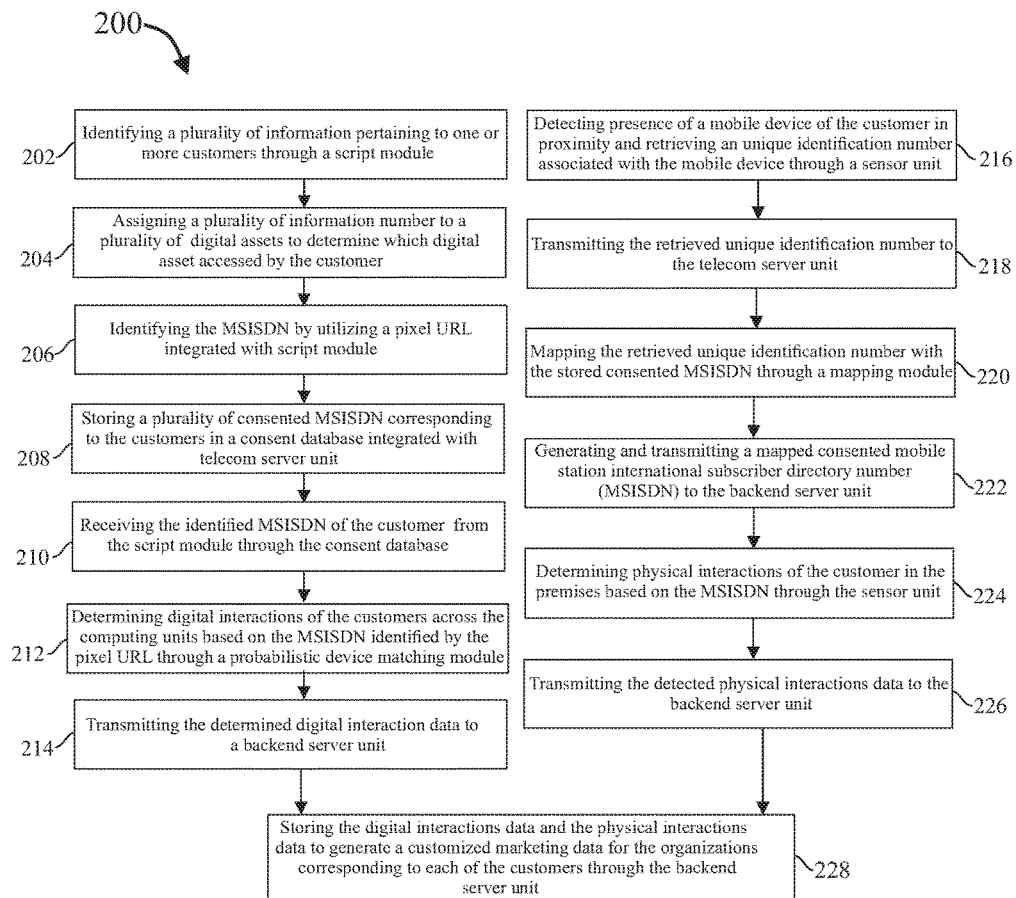 200
Identifying a plurality of information pertaining to one or
more customers through a script module
202
Assigning a plurality of information number to a
plurality of digital assets to determine which digital
asset accessed by the customer
204
Identifying the MSISDN by utilizing a pixel URL
integrated with script module
206
Storing a plurality of consented MSISDN corresponding
to the customers in a consent database integrated with
telecom server unit
208
Receiving the identified MSISDN of the customer from
the script module through the consent database
210
Determining digital interactions of the customers across the
computing units based on the MSISDN identified by the
pixel URL through a probabilistic device matching module
212
Transmitting the determined digital interaction data to
a backend server unit
214
Detecting presence of a mobile device of the customer in
proximity and retrieving an unique identification number
associated with the mobile device through a sensor unit
216
Transmitting the retrieved unique identification number to
the telecom server unit
218
Mapping the retrieved unique identification number with
the stored consented MSISDN through a mapping module
220
Generating and transmitting a mapped consented mobile
station international subscriber directory number
(MSISDN) to the backend server unit
222
Determining physical interactions of the customer in the
premises based on the MSISDN through the sensor unit
224
Transmitting the detected physical interactions data to the
backend server unit
226
Storing the digital interactions data and the physical interactions
data to generate a customized marketing data for the organizations
corresponding to each of the customers through the backend
server unit
228